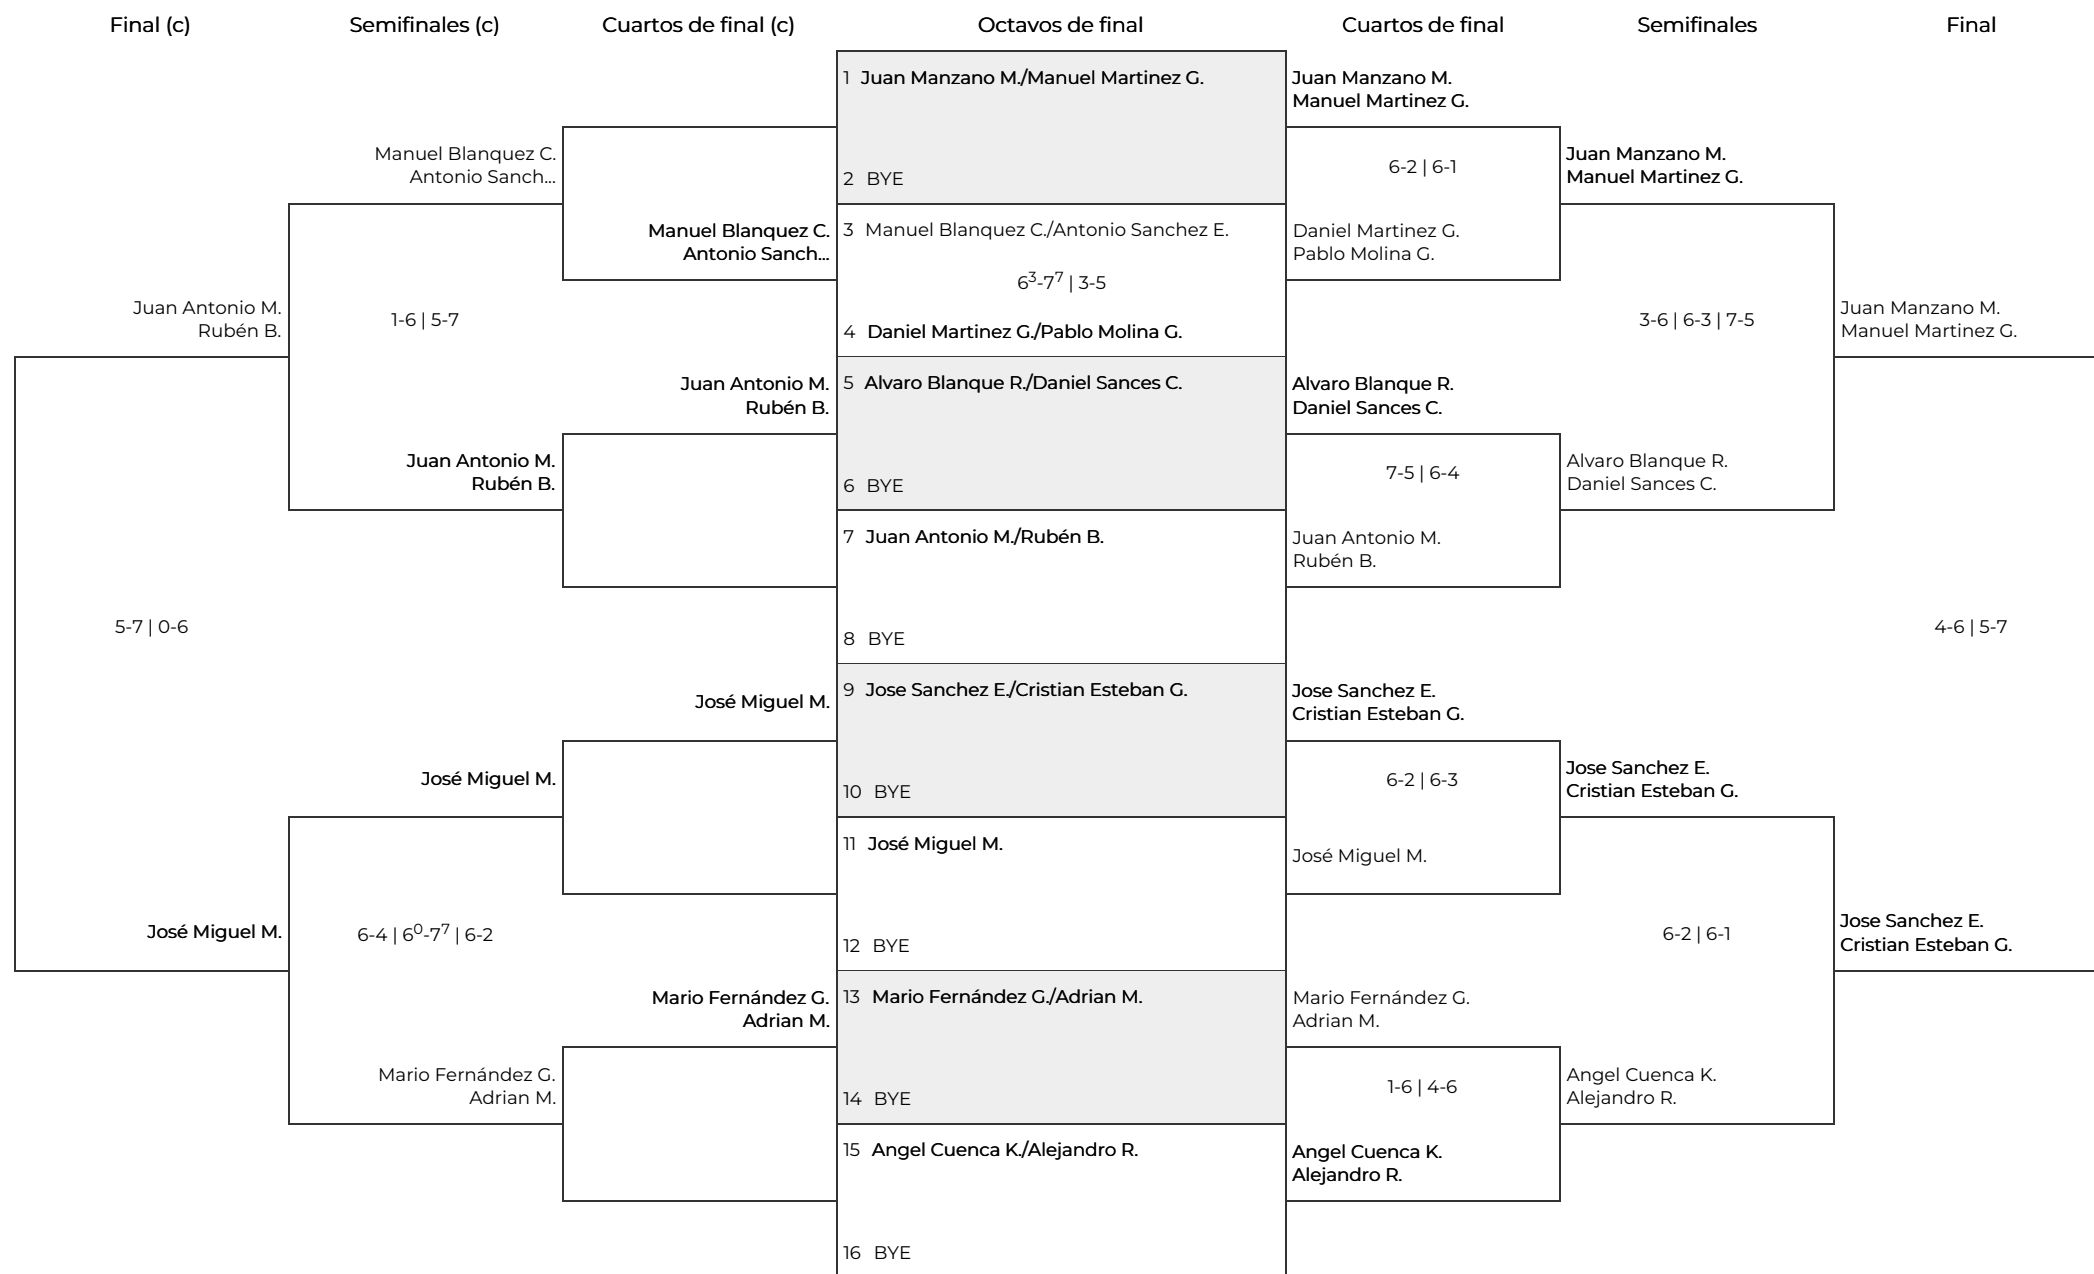 Final (c)
Semifinales (c)
Cuartos de final (c)
Octavos de final
Cuartos de final
Semifinales
Final
Juan Antonio M.
Rubén B.
5-7 | 0-6
José Miguel M.
Manuel Blanquez C.
Antonio Sanch...
1-6 | 5-7
Juan Antonio M.
Rubén B.
José Miguel M.
6-4 | 6⁰-7⁷ | 6-2
Mario Fernández G.
Adrian M.
Manuel Blanquez C.
Antonio Sanch...
Juan Antonio M.
Rubén B.
José Miguel M.
Mario Fernández G.
Adrian M.
1 Juan Manzano M./Manuel Martinez G.
2 BYE
3 Manuel Blanquez C./Antonio Sanchez E.
6³-7⁷ | 3-5
4 Daniel Martinez G./Pablo Molina G.
5 Alvaro Blanque R./Daniel Sances C.
6 BYE
7 Juan Antonio M./Rubén B.
8 BYE
9 Jose Sanchez E./Cristian Esteban G.
10 BYE
11 José Miguel M.
12 BYE
13 Mario Fernández G./Adrian M.
14 BYE
15 Angel Cuenca K./Alejandro R.
16 BYE
Juan Manzano M.
Manuel Martinez G.
6-2 | 6-1
Daniel Martinez G.
Pablo Molina G.
Alvaro Blanque R.
Daniel Sances C.
7-5 | 6-4
Juan Antonio M.
Rubén B.
Jose Sanchez E.
Cristian Esteban G.
6-2 | 6-3
José Miguel M.
Mario Fernández G.
Adrian M.
1-6 | 4-6
Angel Cuenca K.
Alejandro R.
Juan Manzano M.
Manuel Martinez G.
3-6 | 6-3 | 7-5
Alvaro Blanque R.
Daniel Sances C.
Jose Sanchez E.
Cristian Esteban G.
6-2 | 6-1
Angel Cuenca K.
Alejandro R.
Juan Manzano M.
Manuel Martinez G.
4-6 | 5-7
Jose Sanchez E.
Cristian Esteban G.